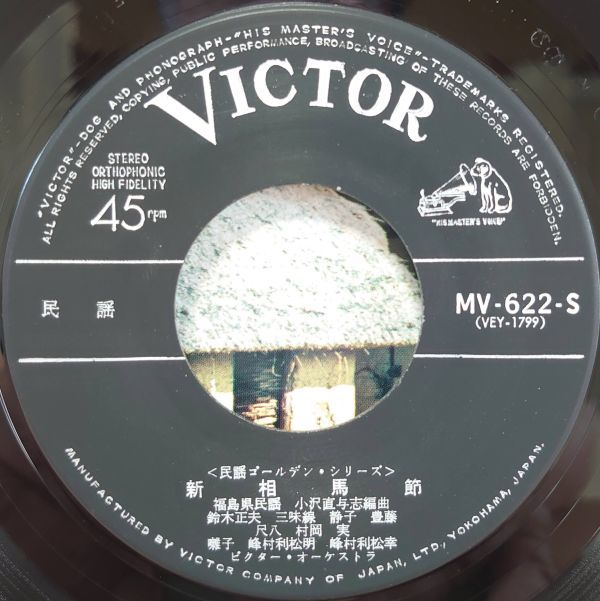 "VICTOR"-DOG AND PHONOGRAPH-"HIS MASTER'S VOICE"-TRADEMARKS REGISTERED.
ALL RIGHTS RESERVED, COPYING, PUBLIC PERFORMANCE, BROADCASTING OF THESE RECORDS ARE FORBIDDEN.
VICTOR
STEREO
ORTHOPHONIC
HIGH FIDELITY
45 rpm
"HIS MASTER'S VOICE"
民謡
MV-622-S
(VEY-1799)
<民謡ゴールデン・シリーズ>
新相馬節
福島県民謡 小沢直与志編曲
鈴木正夫 三味線 静子 豊藤
尺八 村岡 実
囃子 峰村利松明 峰村利松幸
ビクター・オーケストラ
MANUFACTURED BY VICTOR COMPANY OF JAPAN, LTD., YOKOHAMA, JAPAN.